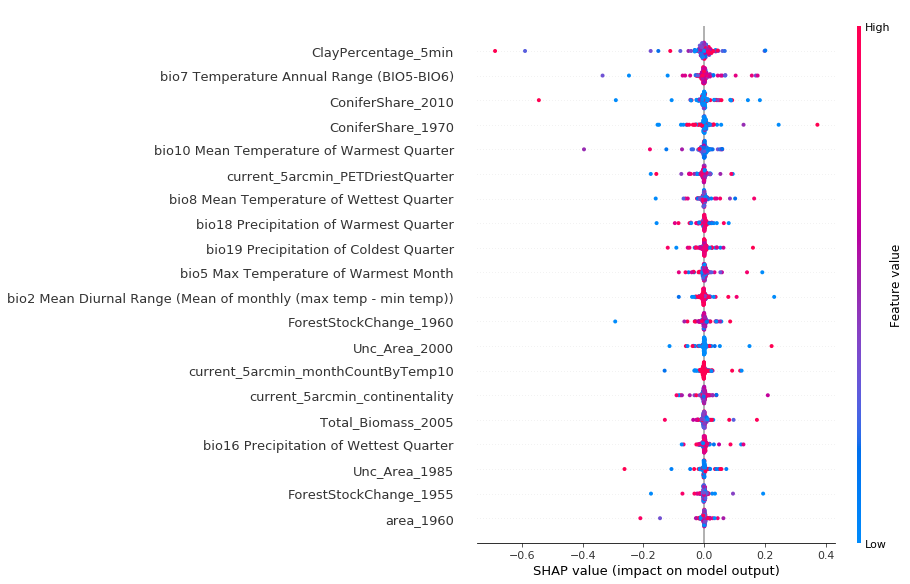 High
ClayPercentage_5min
bio7 Temperature Annual Range (BIO5-BIO6)
ConiferShare_2010
ConiferShare_1970
bio10 Mean Temperature of Warmest Quarter
current_5arcmin_PETDriestQuarter
bio8 Mean Temperature of Wettest Quarter
bio18 Precipitation of Warmest Quarter
bio19 Precipitation of Coldest Quarter
bio5 Max Temperature of Warmest Month
bio2 Mean Diurnal Range (Mean of monthly (max temp - min temp))
ForestStockChange_1960
Unc_Area_2000
current_5arcmin_monthCountByTemp10
current_5arcmin_continentality
Total_Biomass_2005
bio16 Precipitation of Wettest Quarter
Unc_Area_1985
ForestStockChange_1955
area_1960
Feature value
Low
−0.6 −0.4 −0.2 0.0 0.2 0.4
SHAP value (impact on model output)